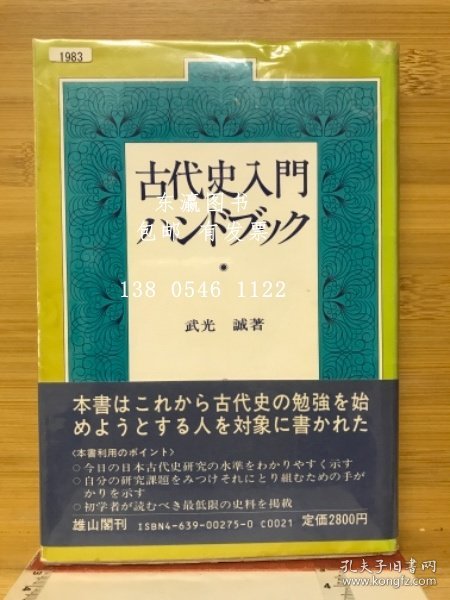 1983
古代史入門
ハンドブック
东瀛图书
包邮 有发票
138 0546 1122
武光 誠著
本書はこれから古代史の勉強を始
めようとする人を対象に書かれた
〈本書利用のポイント〉
○今日の日本古代史研究の水準をわかりやすく示す
○自分の研究課題をみつけそれにとり組むための手が
かりを示す
○初学者が読むべき最低限の史料を掲載
雄山閣刊 ISBN4-639-00275-0 C0021 定価2800円
孔夫子旧书网
www.kongfz.com